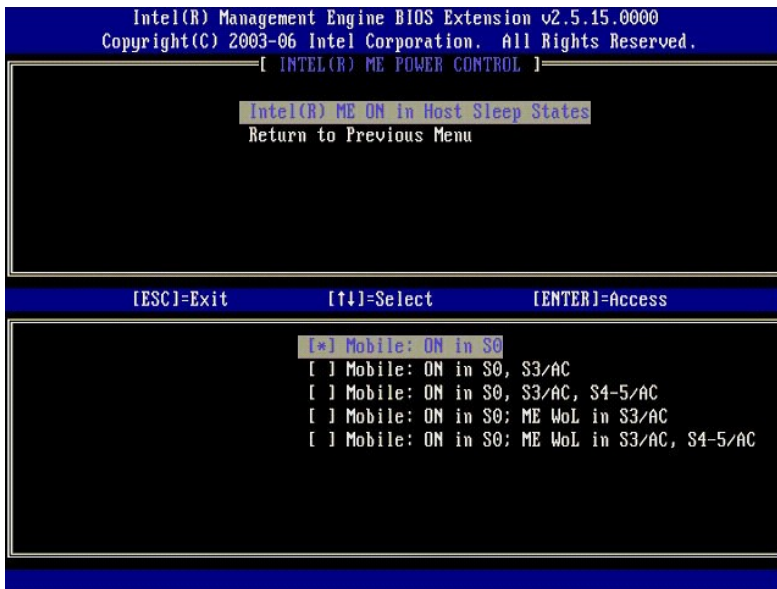 Intel(R) Management Engine BIOS Extension v2.5.15.0000
Copyright(C) 2003-06 Intel Corporation. All Rights Reserved.
[ INTEL(R) ME POWER CONTROL ]
Intel(R) ME ON in Host Sleep States
Return to Previous Menu
[ESC]=Exit [↑↓]=Select [ENTER]=Access
[*] Mobile: ON in S0
[ ] Mobile: ON in S0, S3/AC
[ ] Mobile: ON in S0, S3/AC, S4-5/AC
[ ] Mobile: ON in S0; ME WoL in S3/AC
[ ] Mobile: ON in S0; ME WoL in S3/AC, S4-5/AC